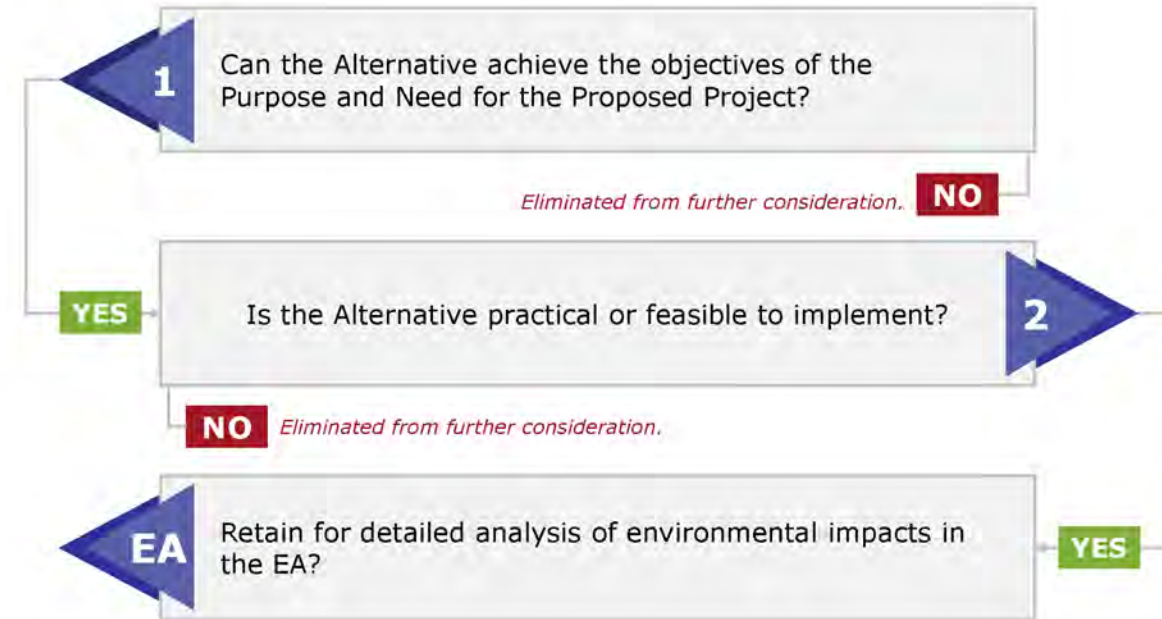 1
Can the Alternative achieve the objectives of the
Purpose and Need for the Proposed Project?
Eliminated from further consideration.
NO
YES
Is the Alternative practical or feasible to implement?
2
NO
Eliminated from further consideration.
EA
Retain for detailed analysis of environmental impacts in
the EA?
YES